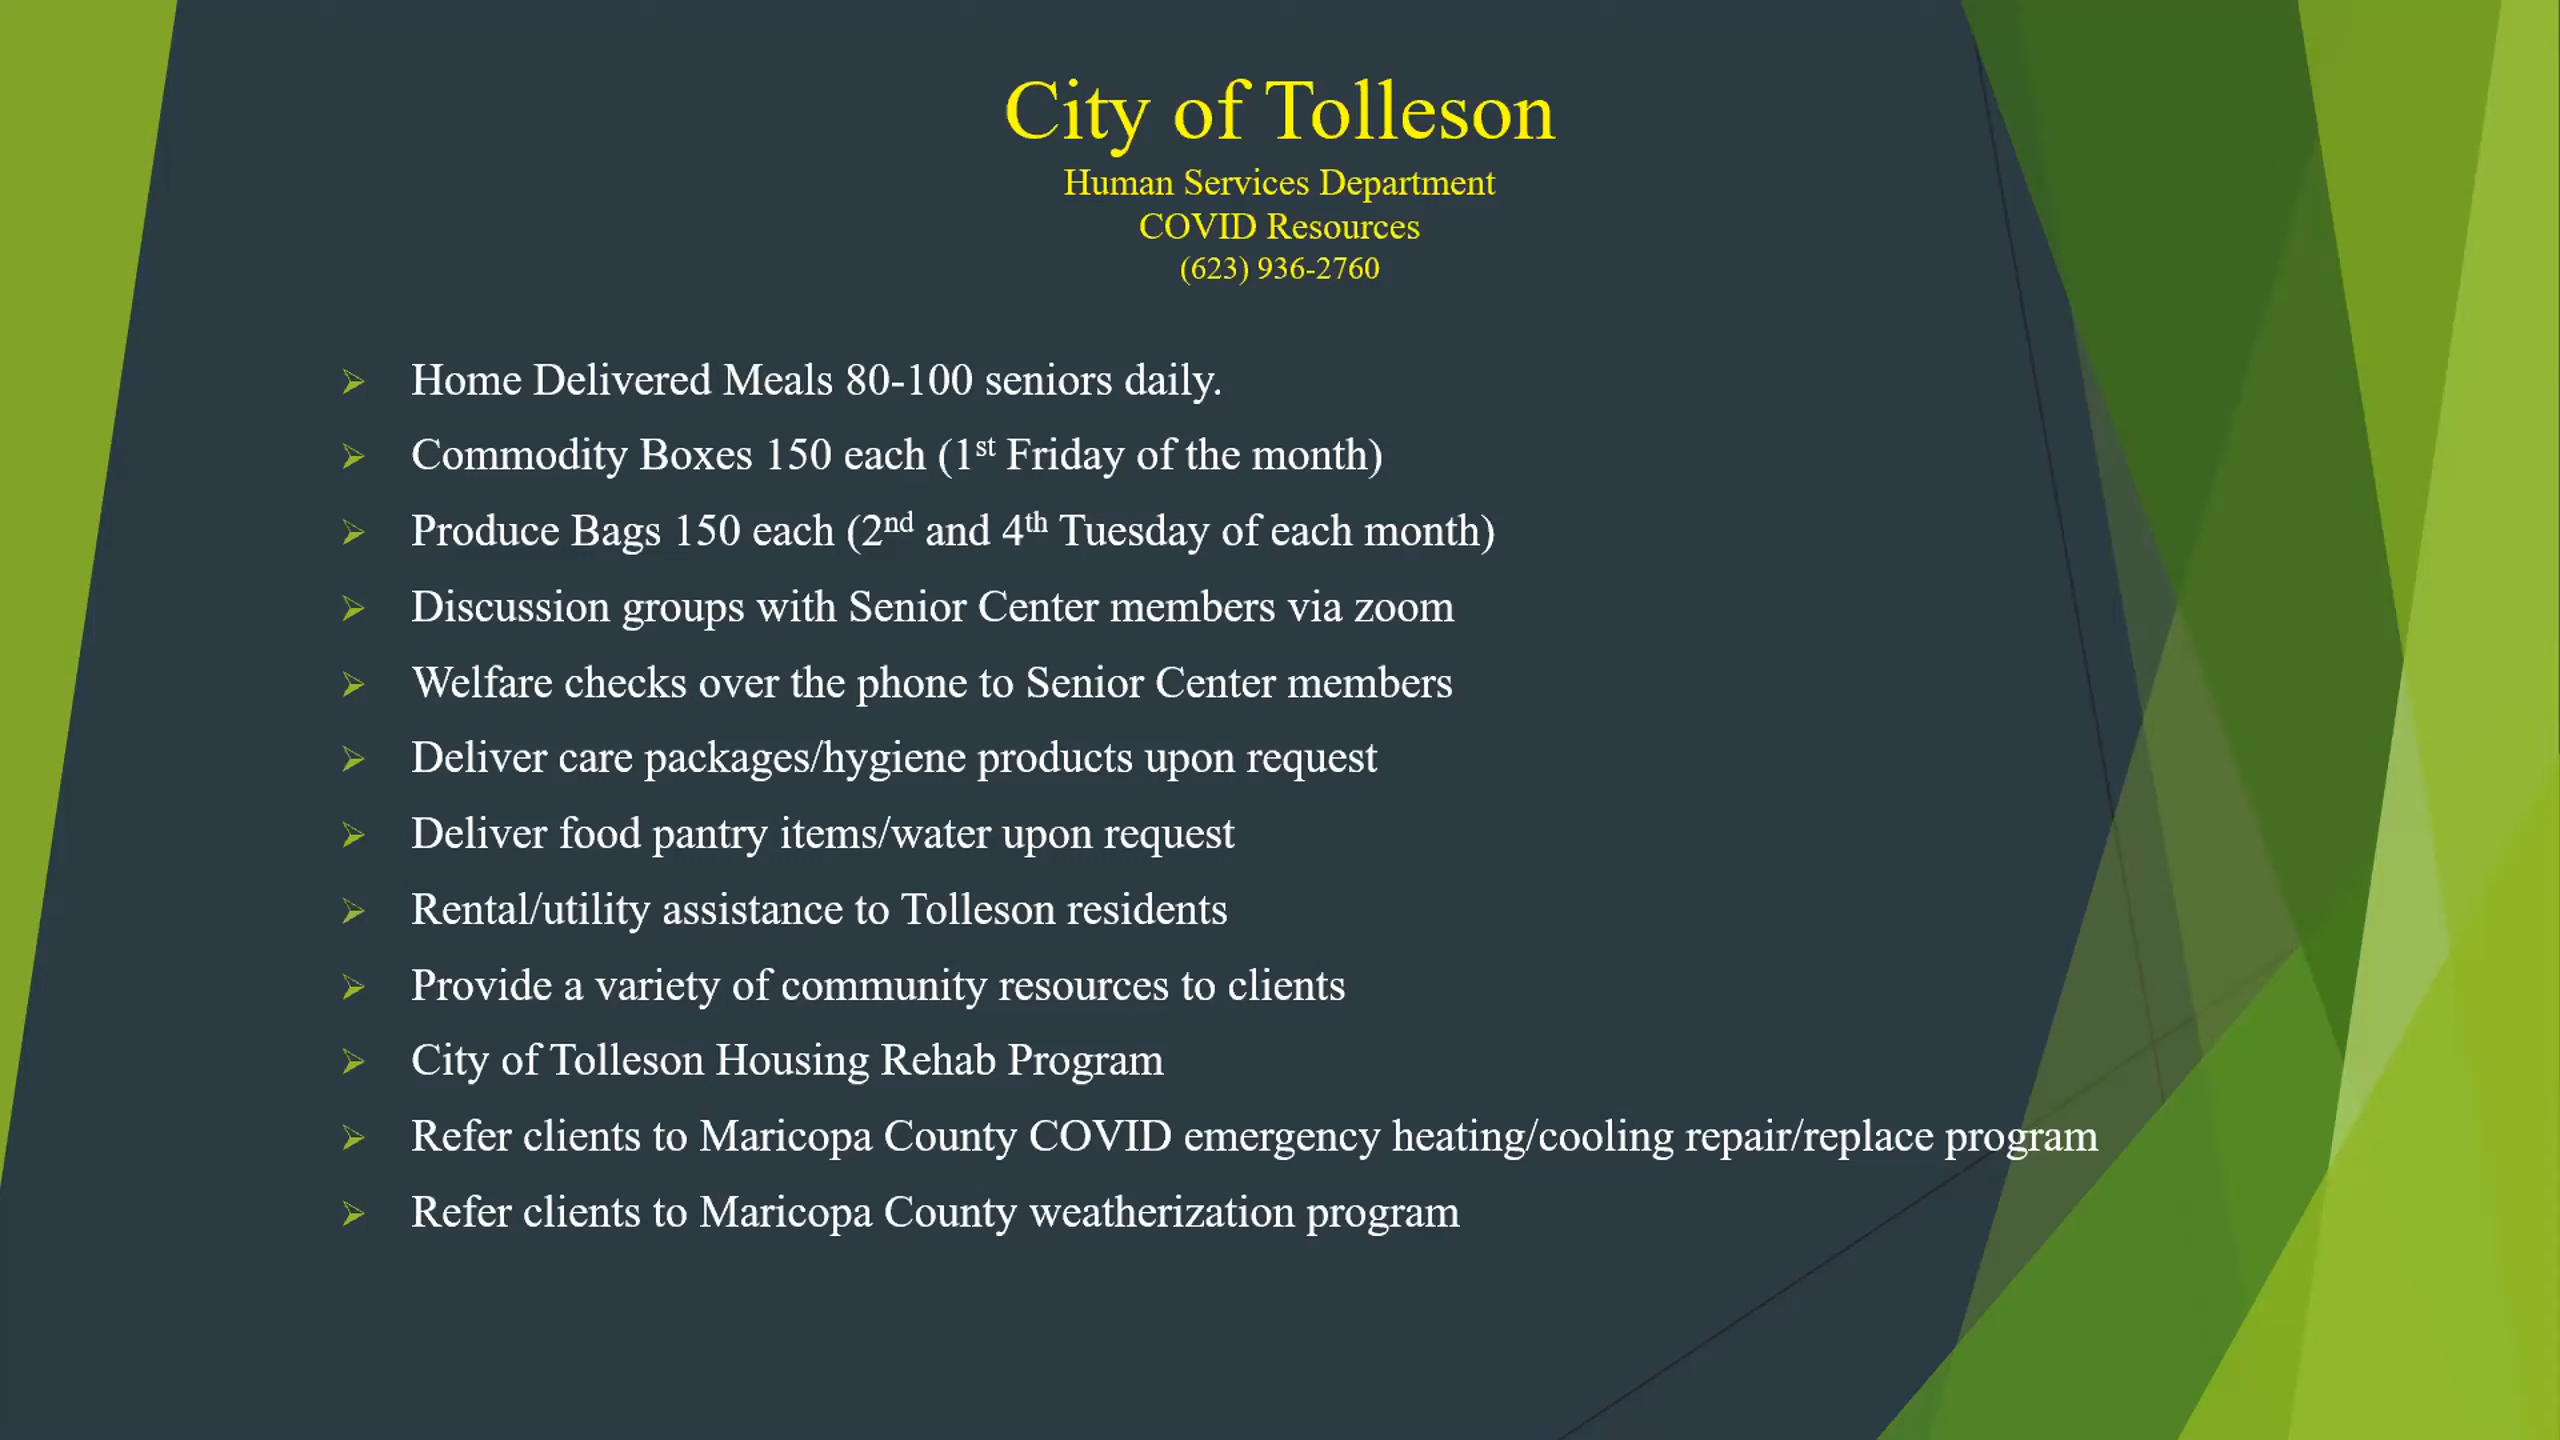 City of Tolleson
Human Services Department
COVID Resources
(623) 936-2760
➢ Home Delivered Meals 80-100 seniors daily.
➢ Commodity Boxes 150 each (1st Friday of the month)
➢ Produce Bags 150 each (2nd and 4th Tuesday of each month)
➢ Discussion groups with Senior Center members via zoom
➢ Welfare checks over the phone to Senior Center members
➢ Deliver care packages/hygiene products upon request
➢ Deliver food pantry items/water upon request
➢ Rental/utility assistance to Tolleson residents
➢ Provide a variety of community resources to clients
➢ City of Tolleson Housing Rehab Program
➢ Refer clients to Maricopa County COVID emergency heating/cooling repair/replace program
➢ Refer clients to Maricopa County weatherization program